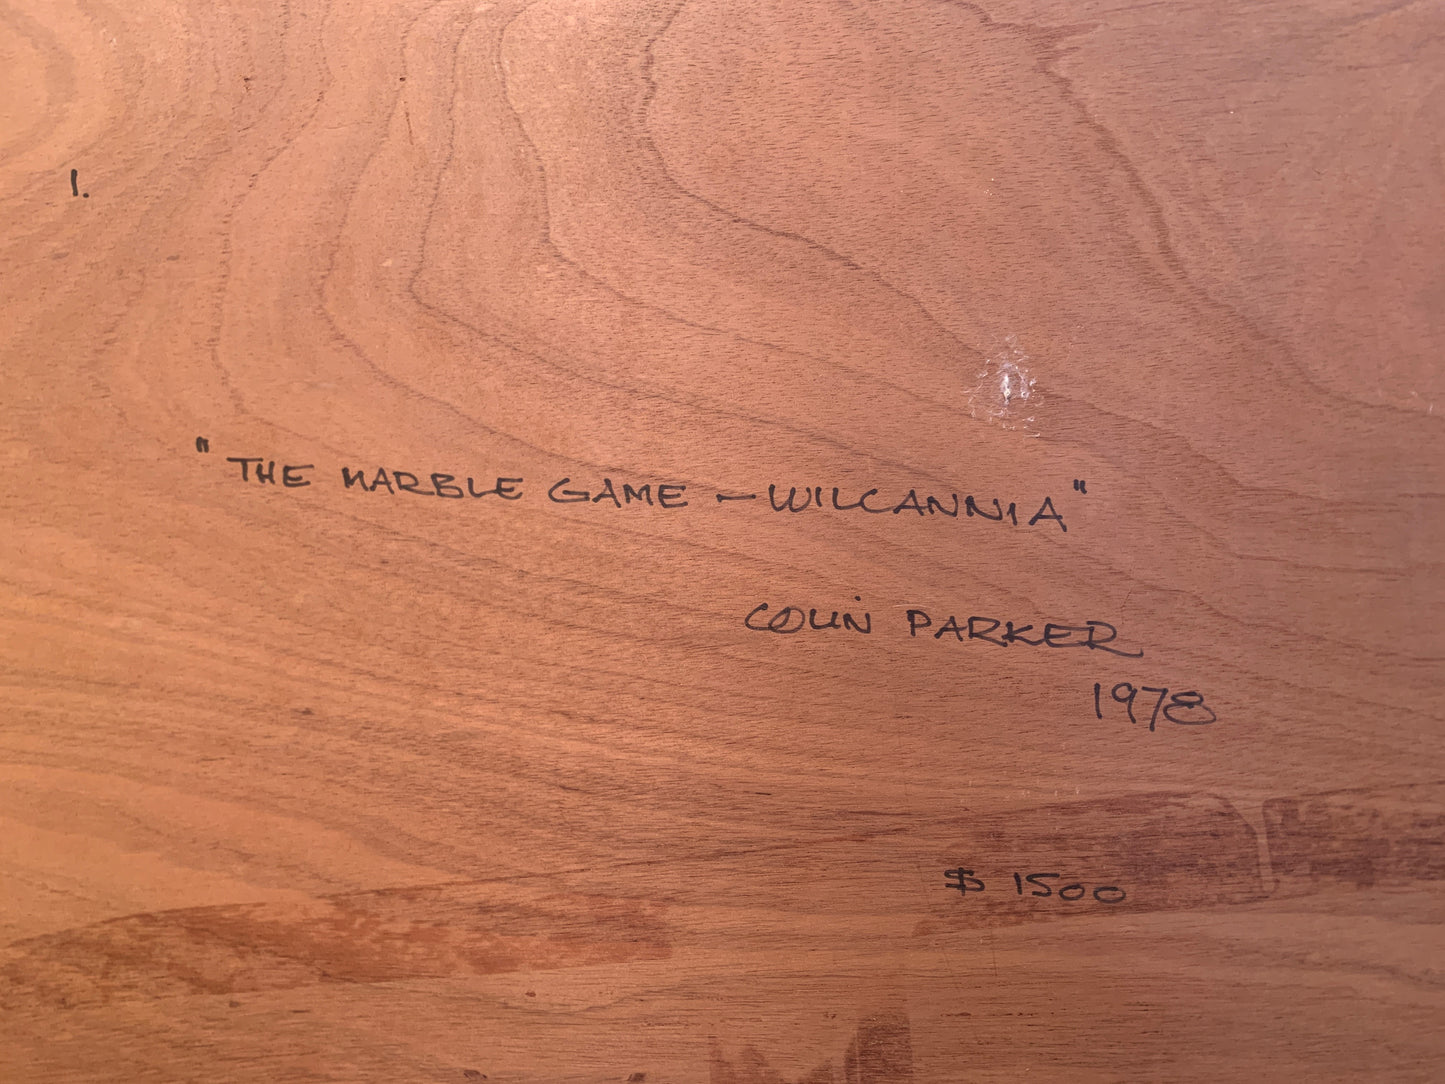 1.
"THE MARBLE GAME - WILCANNIA"
COLIN PARKER
1978
$ 1500